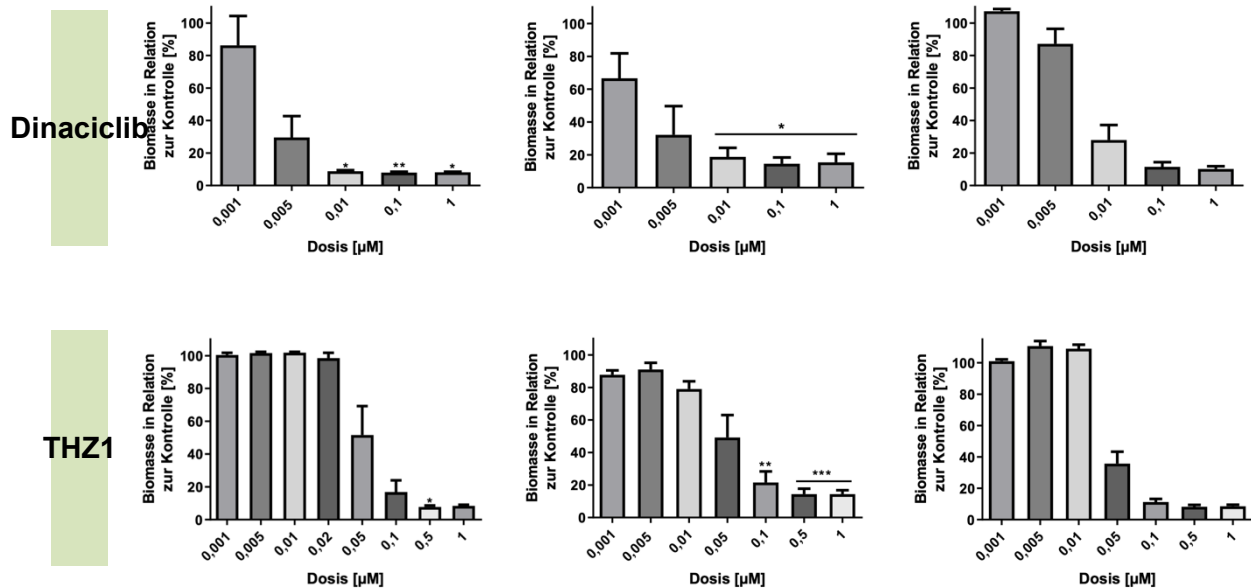 Dinaciclib
Biomasse in Relation
zur Kontrolle [%]
100
80
60
40
20
0
* ** *
0,001 0,005 0,01 0,1 1
Dosis [µM]
Biomasse in Relation
zur Kontrolle [%]
100
80
60
40
20
0
*
0,001 0,005 0,01 0,1 1
Dosis [µM]
Biomasse in Relation
zur Kontrolle [%]
100
80
60
40
20
0
0,001 0,005 0,01 0,1 1
Dosis [µM]
THZ1
Biomasse in Relation
zur Kontrolle [%]
100
80
60
40
20
0
*
0,001 0,005 0,01 0,02 0,05 0,1 0,5 1
Dosis [µM]
Biomasse in Relation
zur Kontrolle [%]
100
80
60
40
20
0
** ***
0,001 0,005 0,01 0,05 0,1 0,5 1
Dosis [µM]
Biomasse in Relation
zur Kontrolle [%]
100
80
60
40
20
0
0,001 0,005 0,01 0,05 0,1 0,5 1
Dosis [µM]